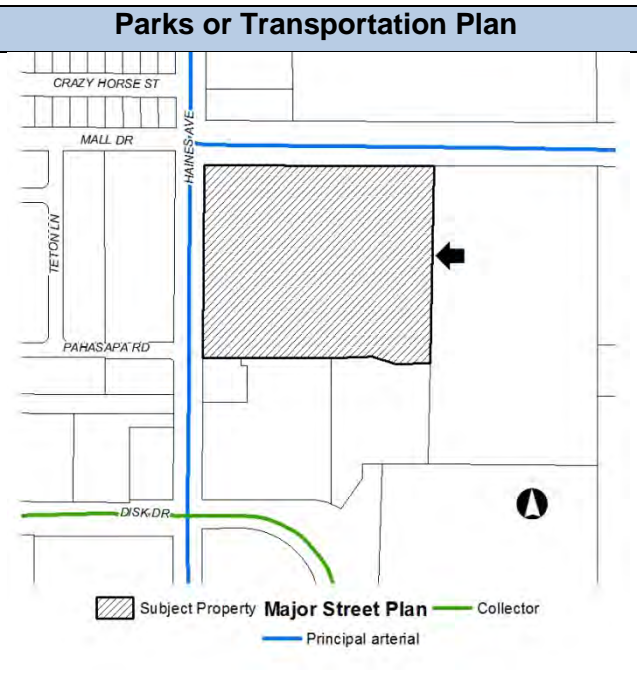 Parks or Transportation Plan
CRAZY HORSE ST
MALL DR
HAINES AVE
TETON LN
PAHASAPA RD
DISK DR
Subject Property Major Street Plan Collector
Principal arterial